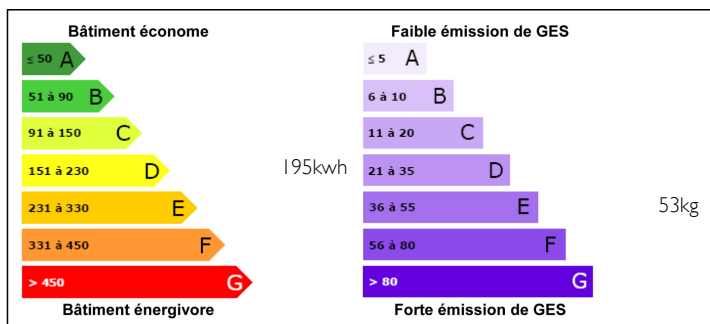 Bâtiment économe
≤ 50 A
51 à 90 B
91 à 150 C
151 à 230 D
231 à 330 E
331 à 450 F
> 450 G
Bâtiment énergivore
195kwh
Faible émission de GES
≤ 5 A
6 à 10 B
11 à 20 C
21 à 35 D
36 à 55 E
56 à 80 F
> 80 G
Forte émission de GES
53kg